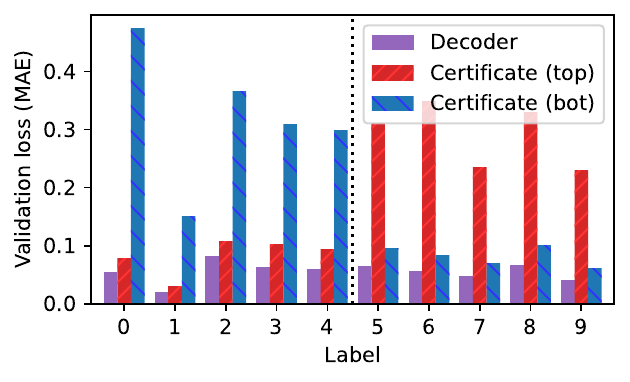 Validation loss (MAE)
0.4
0.3
0.2
0.1
0.0
Decoder
Certificate (top)
Certificate (bot)
0 1 2 3 4 5 6 7 8 9
Label